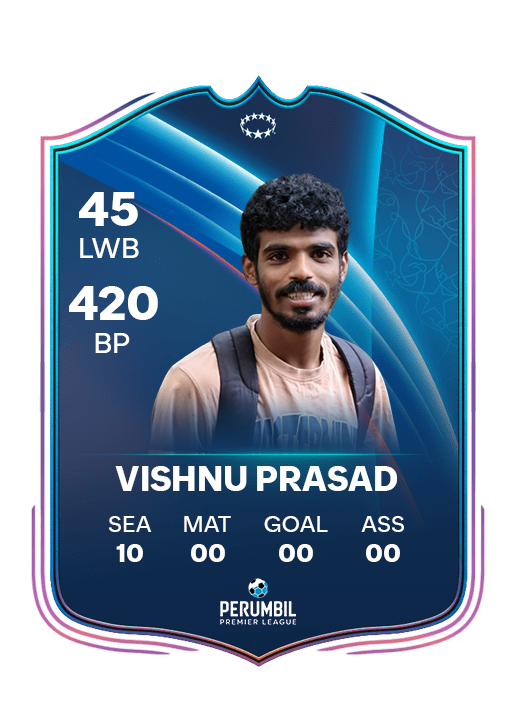 45
LWB
420
BP
VISHNU PRASAD
SEA MAT GOAL ASS
10 00 00 00
PERUMBIL
PREMIER LEAGUE